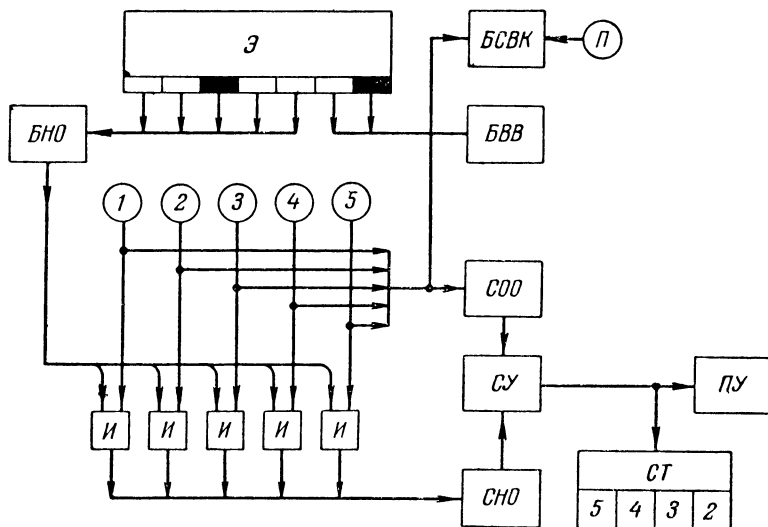 Э
БСВК
П
БНО
БВВ
1 2 3 4 5
СОО
СУ
ПУ
И И И И И
СТ
СНО
5 4 3 2